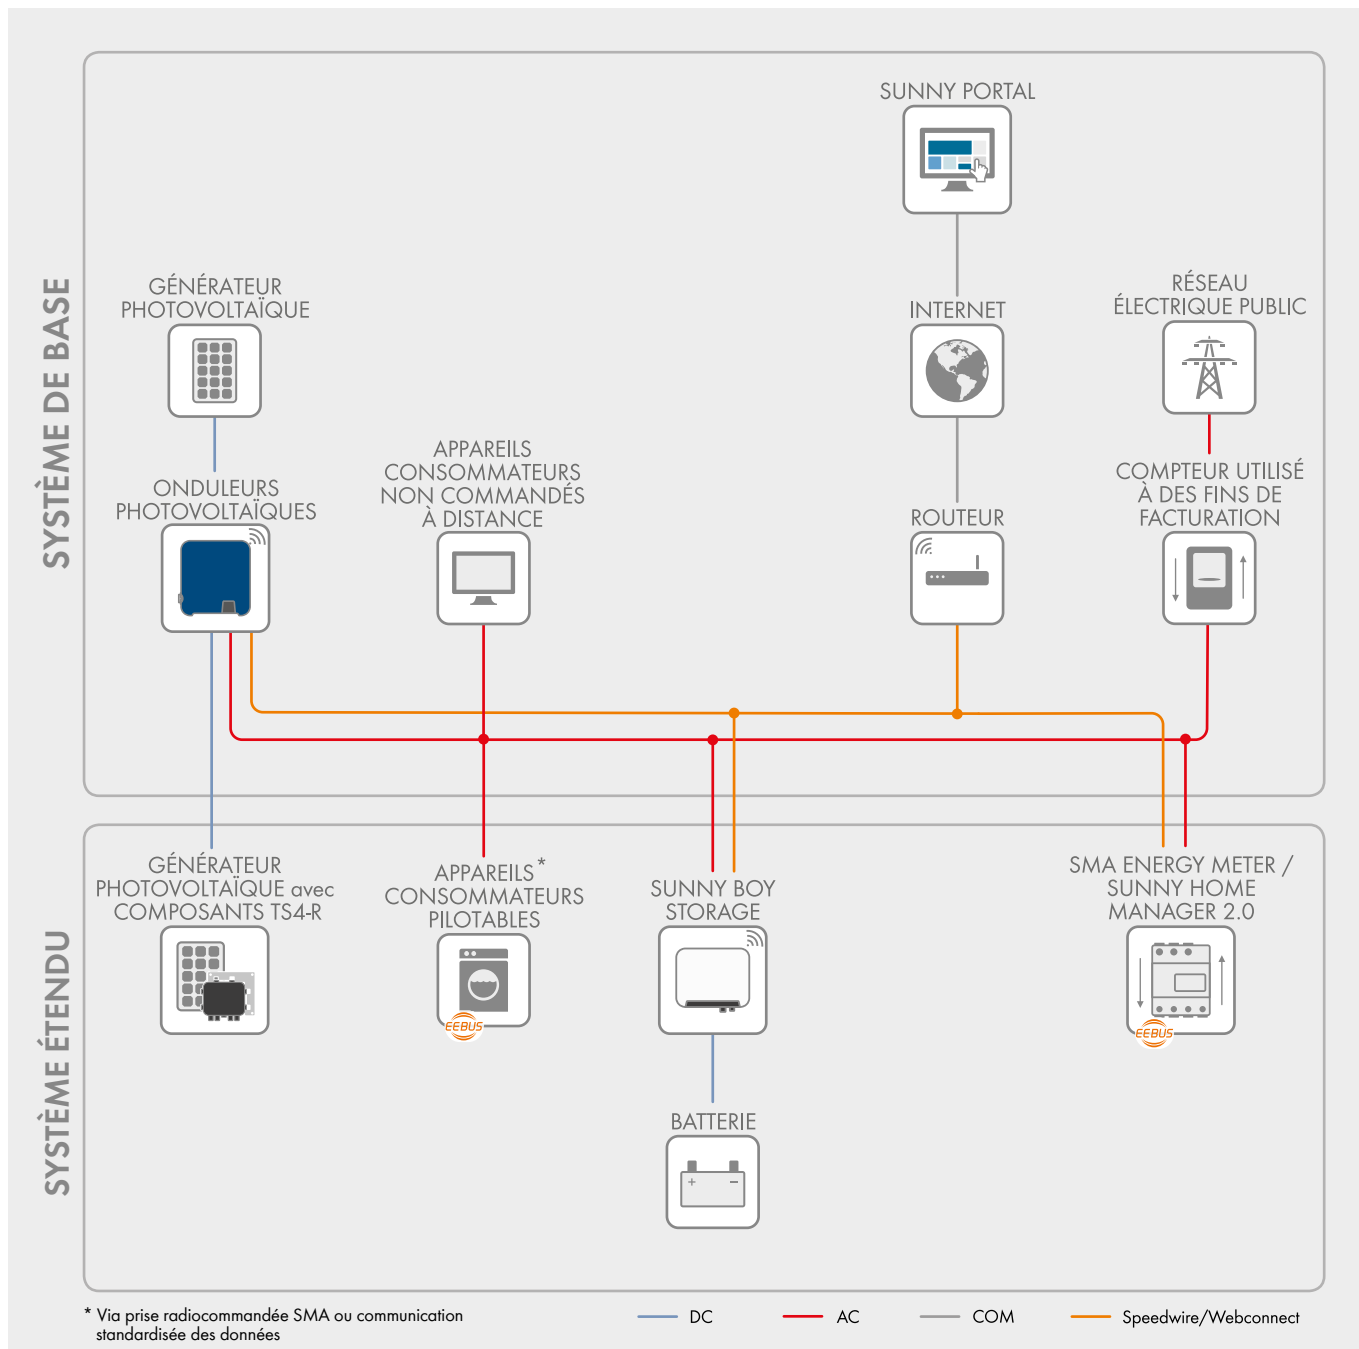 SYSTÈME DE BASE
SUNNY PORTAL
GÉNÉRATEUR
PHOTOVOLTAÏQUE
INTERNET
RÉSEAU
ÉLECTRIQUE PUBLIC
ONDULEURS
PHOTOVOLTAÏQUES
APPAREILS
CONSOMMATEURS
NON COMMANDÉS
À DISTANCE
ROUTEUR
COMPTEUR UTILISÉ
À DES FINS DE
FACTURATION
SYSTÈME ÉTENDU
GÉNÉRATEUR
PHOTOVOLTAÏQUE avec
COMPOSANTS TS4-R
APPAREILS*
CONSOMMATEURS
PILOTABLES
EEBUS
SUNNY BOY
STORAGE
SMA ENERGY METER /
SUNNY HOME
MANAGER 2.0
EEBUS
BATTERIE
* Via prise radiocommandée SMA ou communication
standardisée des données
DC
AC
COM
Speedwire/Webconnect